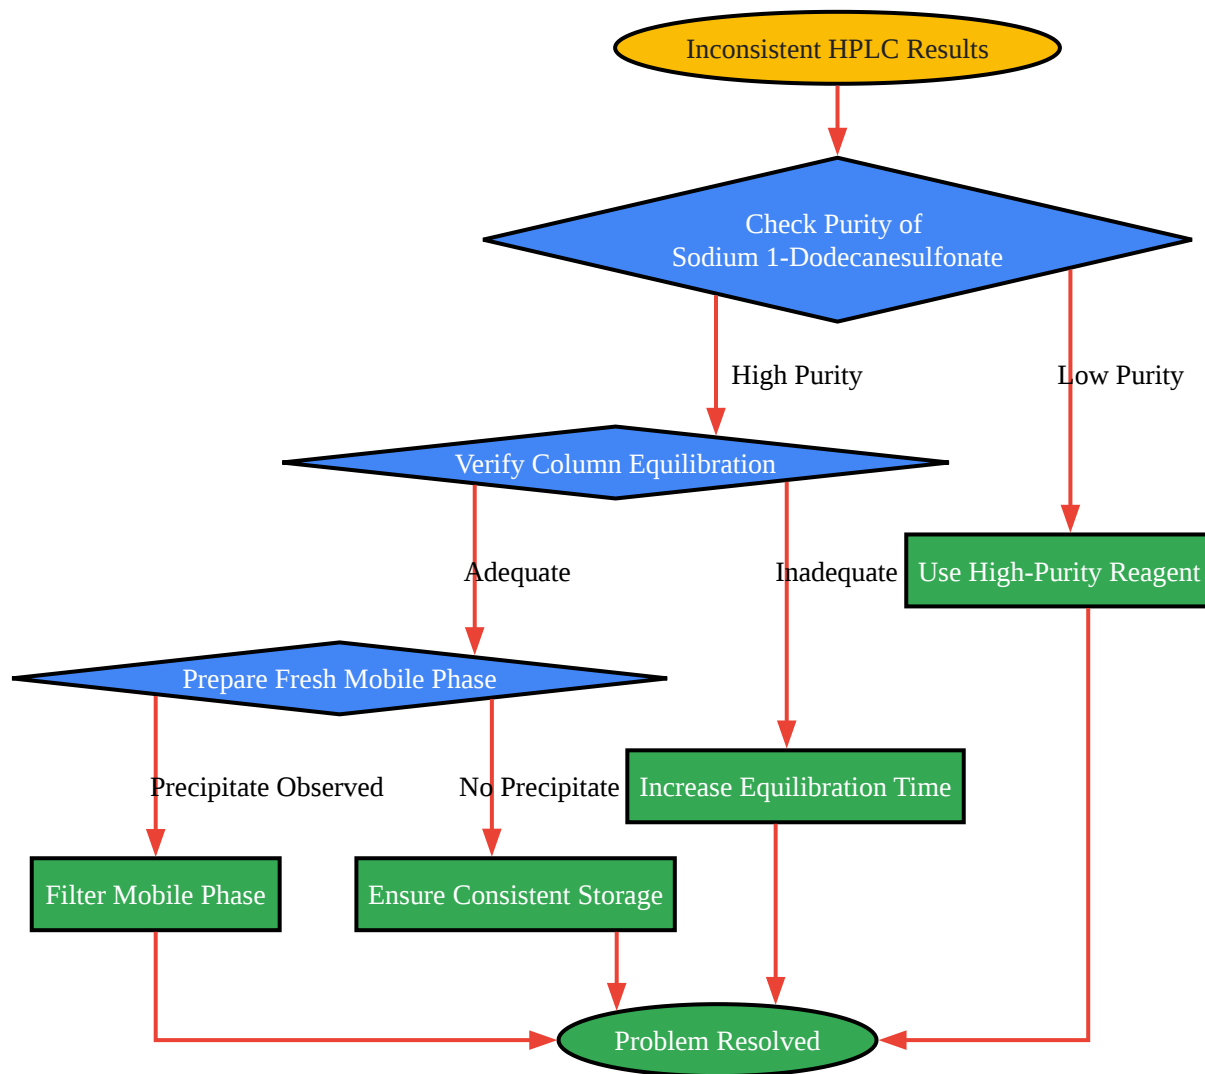 Inconsistent HPLC Results
Check Purity of
Sodium 1-Dodecanesulfonate
High Purity
Low Purity
Verify Column Equilibration
Adequate
Inadequate
Use High-Purity Reagent
Prepare Fresh Mobile Phase
Precipitate Observed
No Precipitate
Increase Equilibration Time
Filter Mobile Phase
Ensure Consistent Storage
Problem Resolved